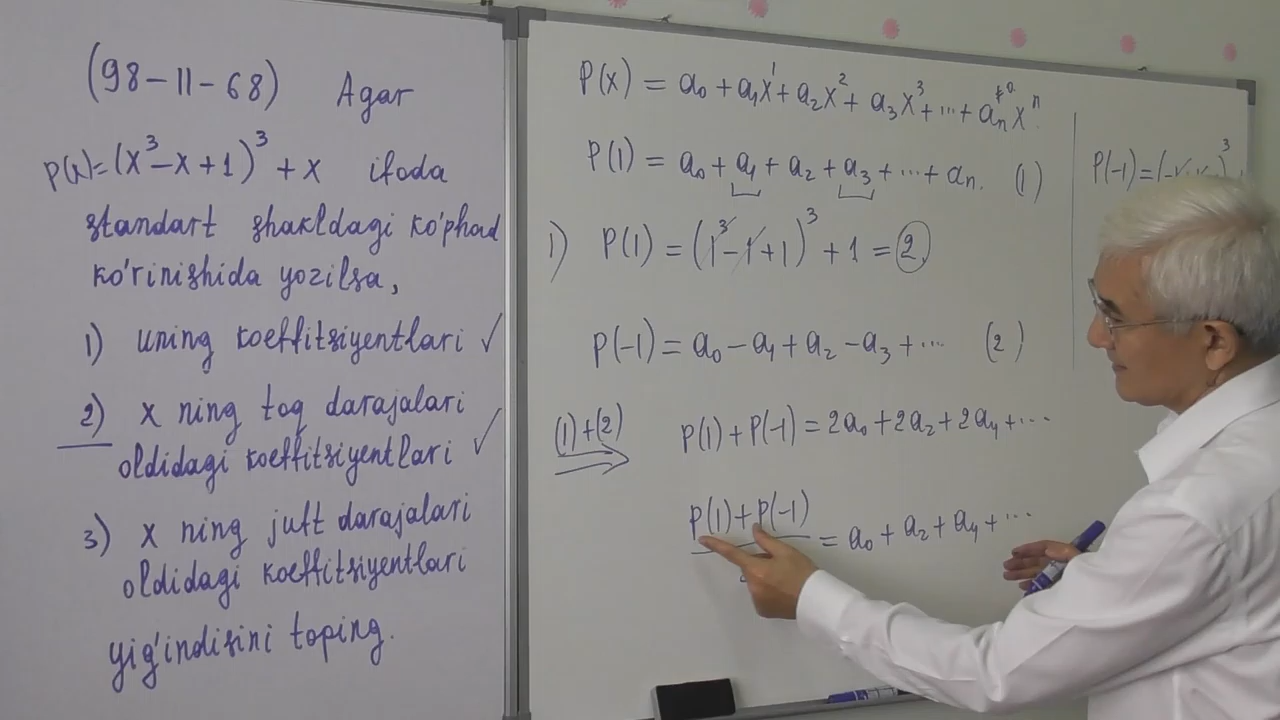 (98-11-68) Agar
P(x)=(x³-x+1)³+x ifoda
standart shakldagi ko'phad
ko'rinishida yozilsa,
1) uning koeffitsiyentlari ✓
2) x ning toq darajalari
oldidagi koeffitsiyentlari ✓
3) x ning juft darajalari
oldidagi koeffitsiyentlari
yig'indisini toping.
P(x) = a₀ + a₁x¹ + a₂x² + a₃x³ + ... + aₙxⁿ
P(1) = a₀ + a₁ + a₂ + a₃ + ... + aₙ. (1)
1) P(1) = (1³-1+1)³ + 1 = 2.
P(-1) = a₀ - a₁ + a₂ - a₃ + ... (2)
(1)+(2) P(1)+P(-1) = 2a₀ + 2a₂ + 2a₄ + ...
P(1)+P(-1) = a₀ + a₂ + a₄ + ...
P(-1)=(